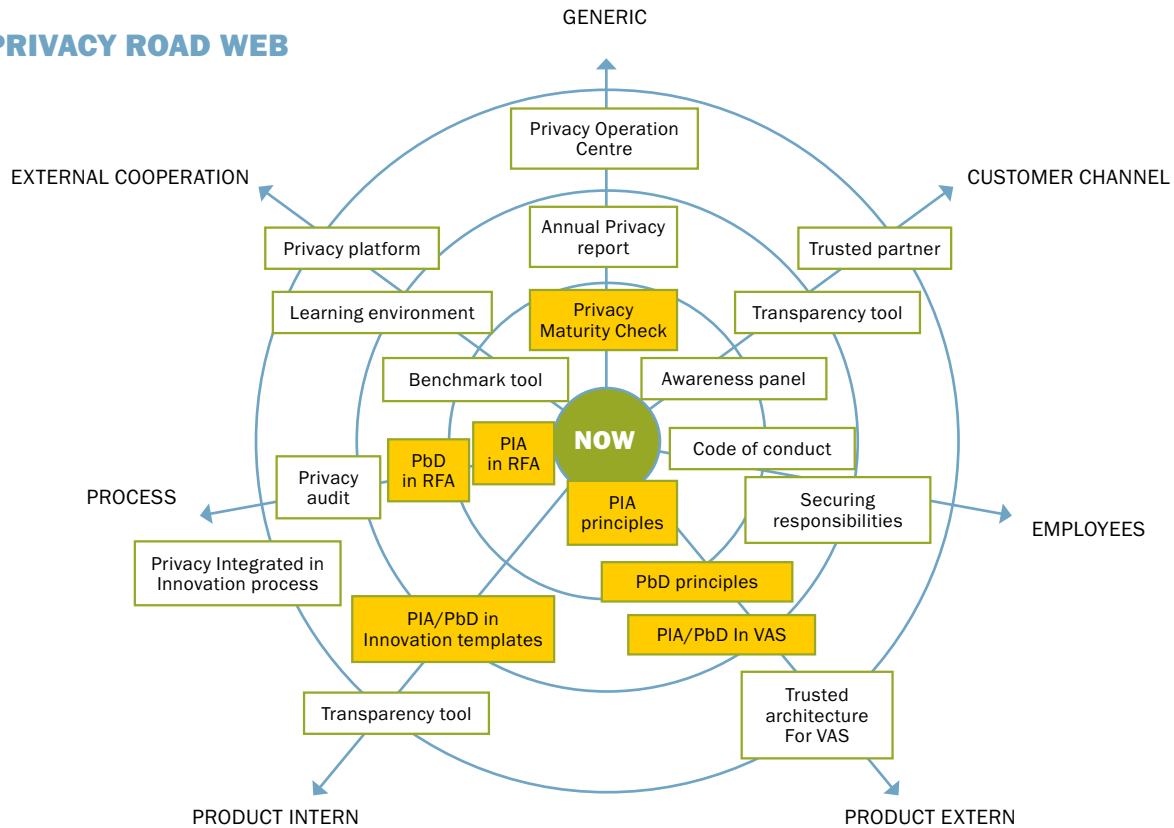 GENERIC
PRIVACY ROAD WEB
Privacy Operation
Centre
EXTERNAL COOPERATION
CUSTOMER CHANNEL
Annual Privacy
report
Privacy platform
Trusted partner
Learning environment
Privacy
Maturity Check
Transparency tool
Benchmark tool
Awareness panel
NOW
PIA
in RFA
PbD
in RFA
Code of conduct
Privacy
audit
PROCESS
PIA
principles
Securing
responsibilities
EMPLOYEES
Privacy Integrated in
Innovation process
PbD principles
PIA/PbD in
Innovation templates
PIA/PbD In VAS
Transparency tool
Trusted
architecture
For VAS
PRODUCT INTERN
PRODUCT EXTERN